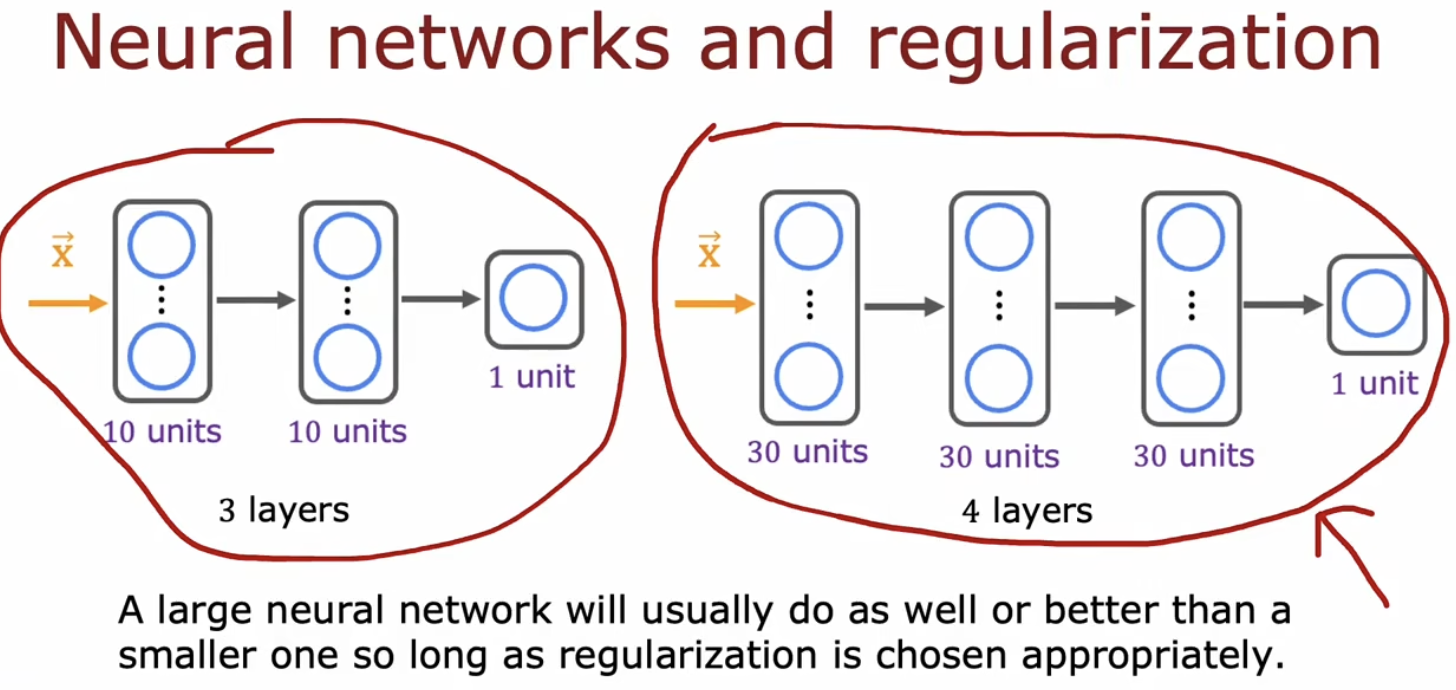 Neural networks and regularization
x⃗
10 units
10 units
1 unit
3 layers
x⃗
30 units
30 units
30 units
1 unit
4 layers
A large neural network will usually do as well or better than a
smaller one so long as regularization is chosen appropriately.